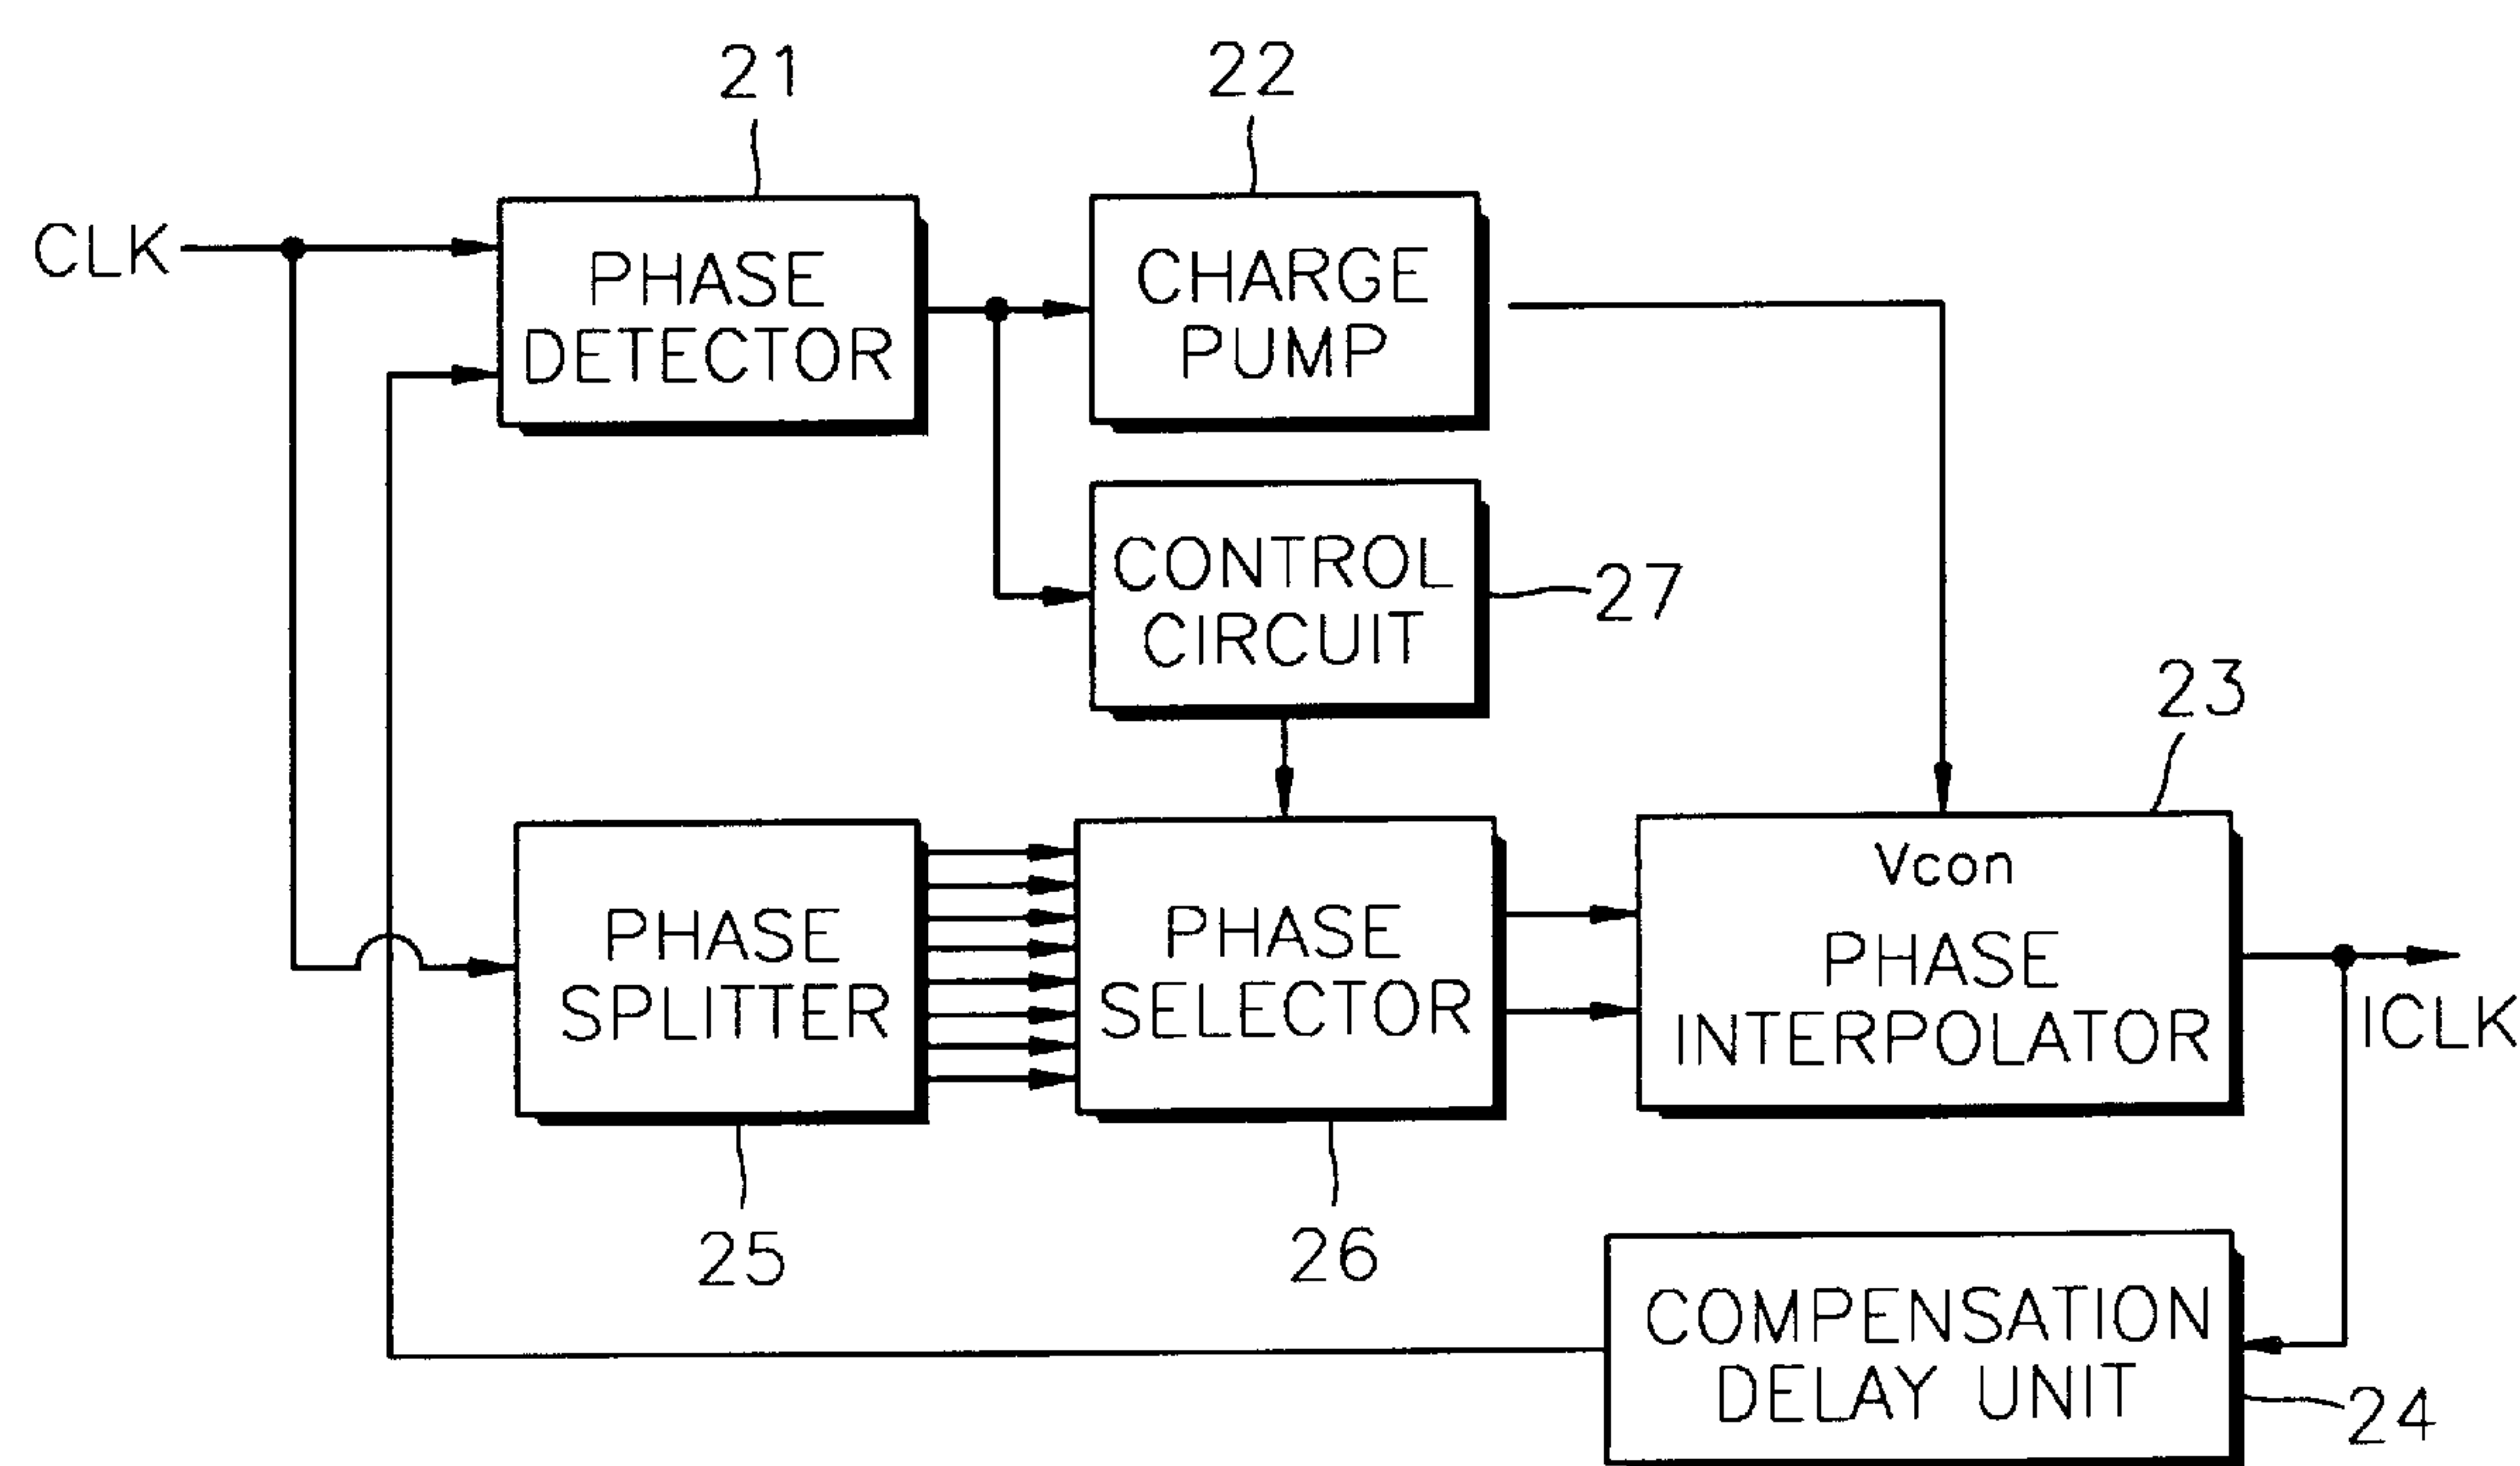 21
22
CLK
PHASE
DETECTOR
CHARGE
PUMP
CONTROL
CIRCUIT
27
23
Vcon
PHASE
SPLITTER
PHASE
SELECTOR
PHASE
INTERPOLATOR
ICLK
25
26
COMPENSATION
DELAY UNIT
24